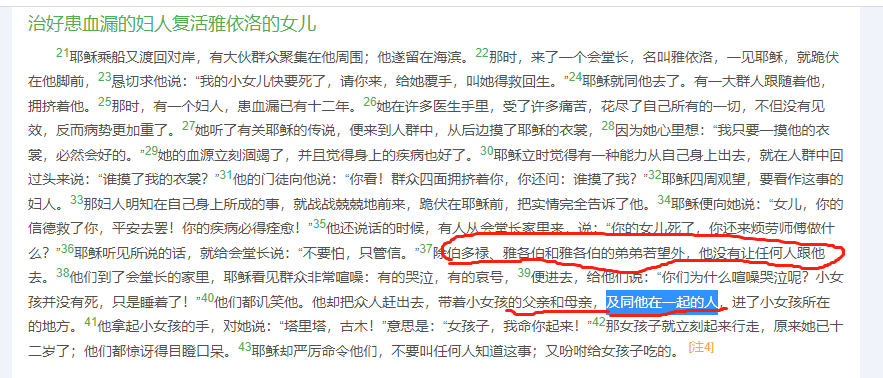 治好患血漏的妇人复活雅依洛的女儿
21耶稣乘船又渡回对岸，有大伙群众聚集在他周围；他遂留在海滨。22那时，来了一个会堂长，名叫雅依洛，一见耶稣，就跪伏
在他脚前，23恳切求他说：“我的小女儿快要死了，请你来，给她覆手，叫她得救回生。”24耶稣就同他去了。有一大群人跟随着他，
拥挤着他。25那时，有一个妇人，患血漏已有十二年。26她在许多医生手里，受了许多痛苦，花尽了自己所有的一切，不但没有见
效，反而病势更加重了。27她听了有关耶稣的传说，便来到人群中，从后边摸了耶稣的衣裳，28因为她心里想：“我只要一摸他的衣
裳，必然会好的。”29她的血源立刻涸竭了，并且觉得身上的疾病也好了。30耶稣立时觉得有一种能力从自己身上出去，就在人群中回
过头来说：“谁摸了我的衣裳？”31他的门徒向他说：“你看！群众四面拥挤着你，你还问：谁摸了我？”32耶稣四周观望，要看作这事的
妇人。33那妇人明知在自己身上所成的事，就战战兢兢地前来，跪伏在耶稣前，把实情完全告诉了他。34耶稣便向她说：“女儿，你的
信德救了你，平安去罢！你的疾病必得痊愈！”35他还说话的时候，有人从会堂长家里来，说：“你的女儿死了，你还来烦劳师傅做什
么？”36耶稣听见所说的话，就给会堂长说：“不要怕，只管信。”37除伯多禄、雅各伯和雅各伯的弟弟若望外，他没有让任何人跟他
去。38他们到了会堂长的家里，耶稣看见群众非常喧噪：有的哭泣，有的哀号，39便进去，给他们说：“你们为什么喧噪哭泣呢？小女
孩并没有死，只是睡着了！”40他们都讥笑他。他却把众人赶出去，带着小女孩的父亲和母亲，及同他在一起的人，进了小女孩所在
的地方。41他拿起小女孩的手，对她说：“塔里塔，古木！”意思是：“女孩子，我命你起来！”42那女孩子就立刻起来行走，原来她已十
二岁了；他们都惊讶得目瞪口呆。43耶稣却严厉命令他们，不要叫任何人知道这事；又吩咐给女孩子吃的。 [注4]